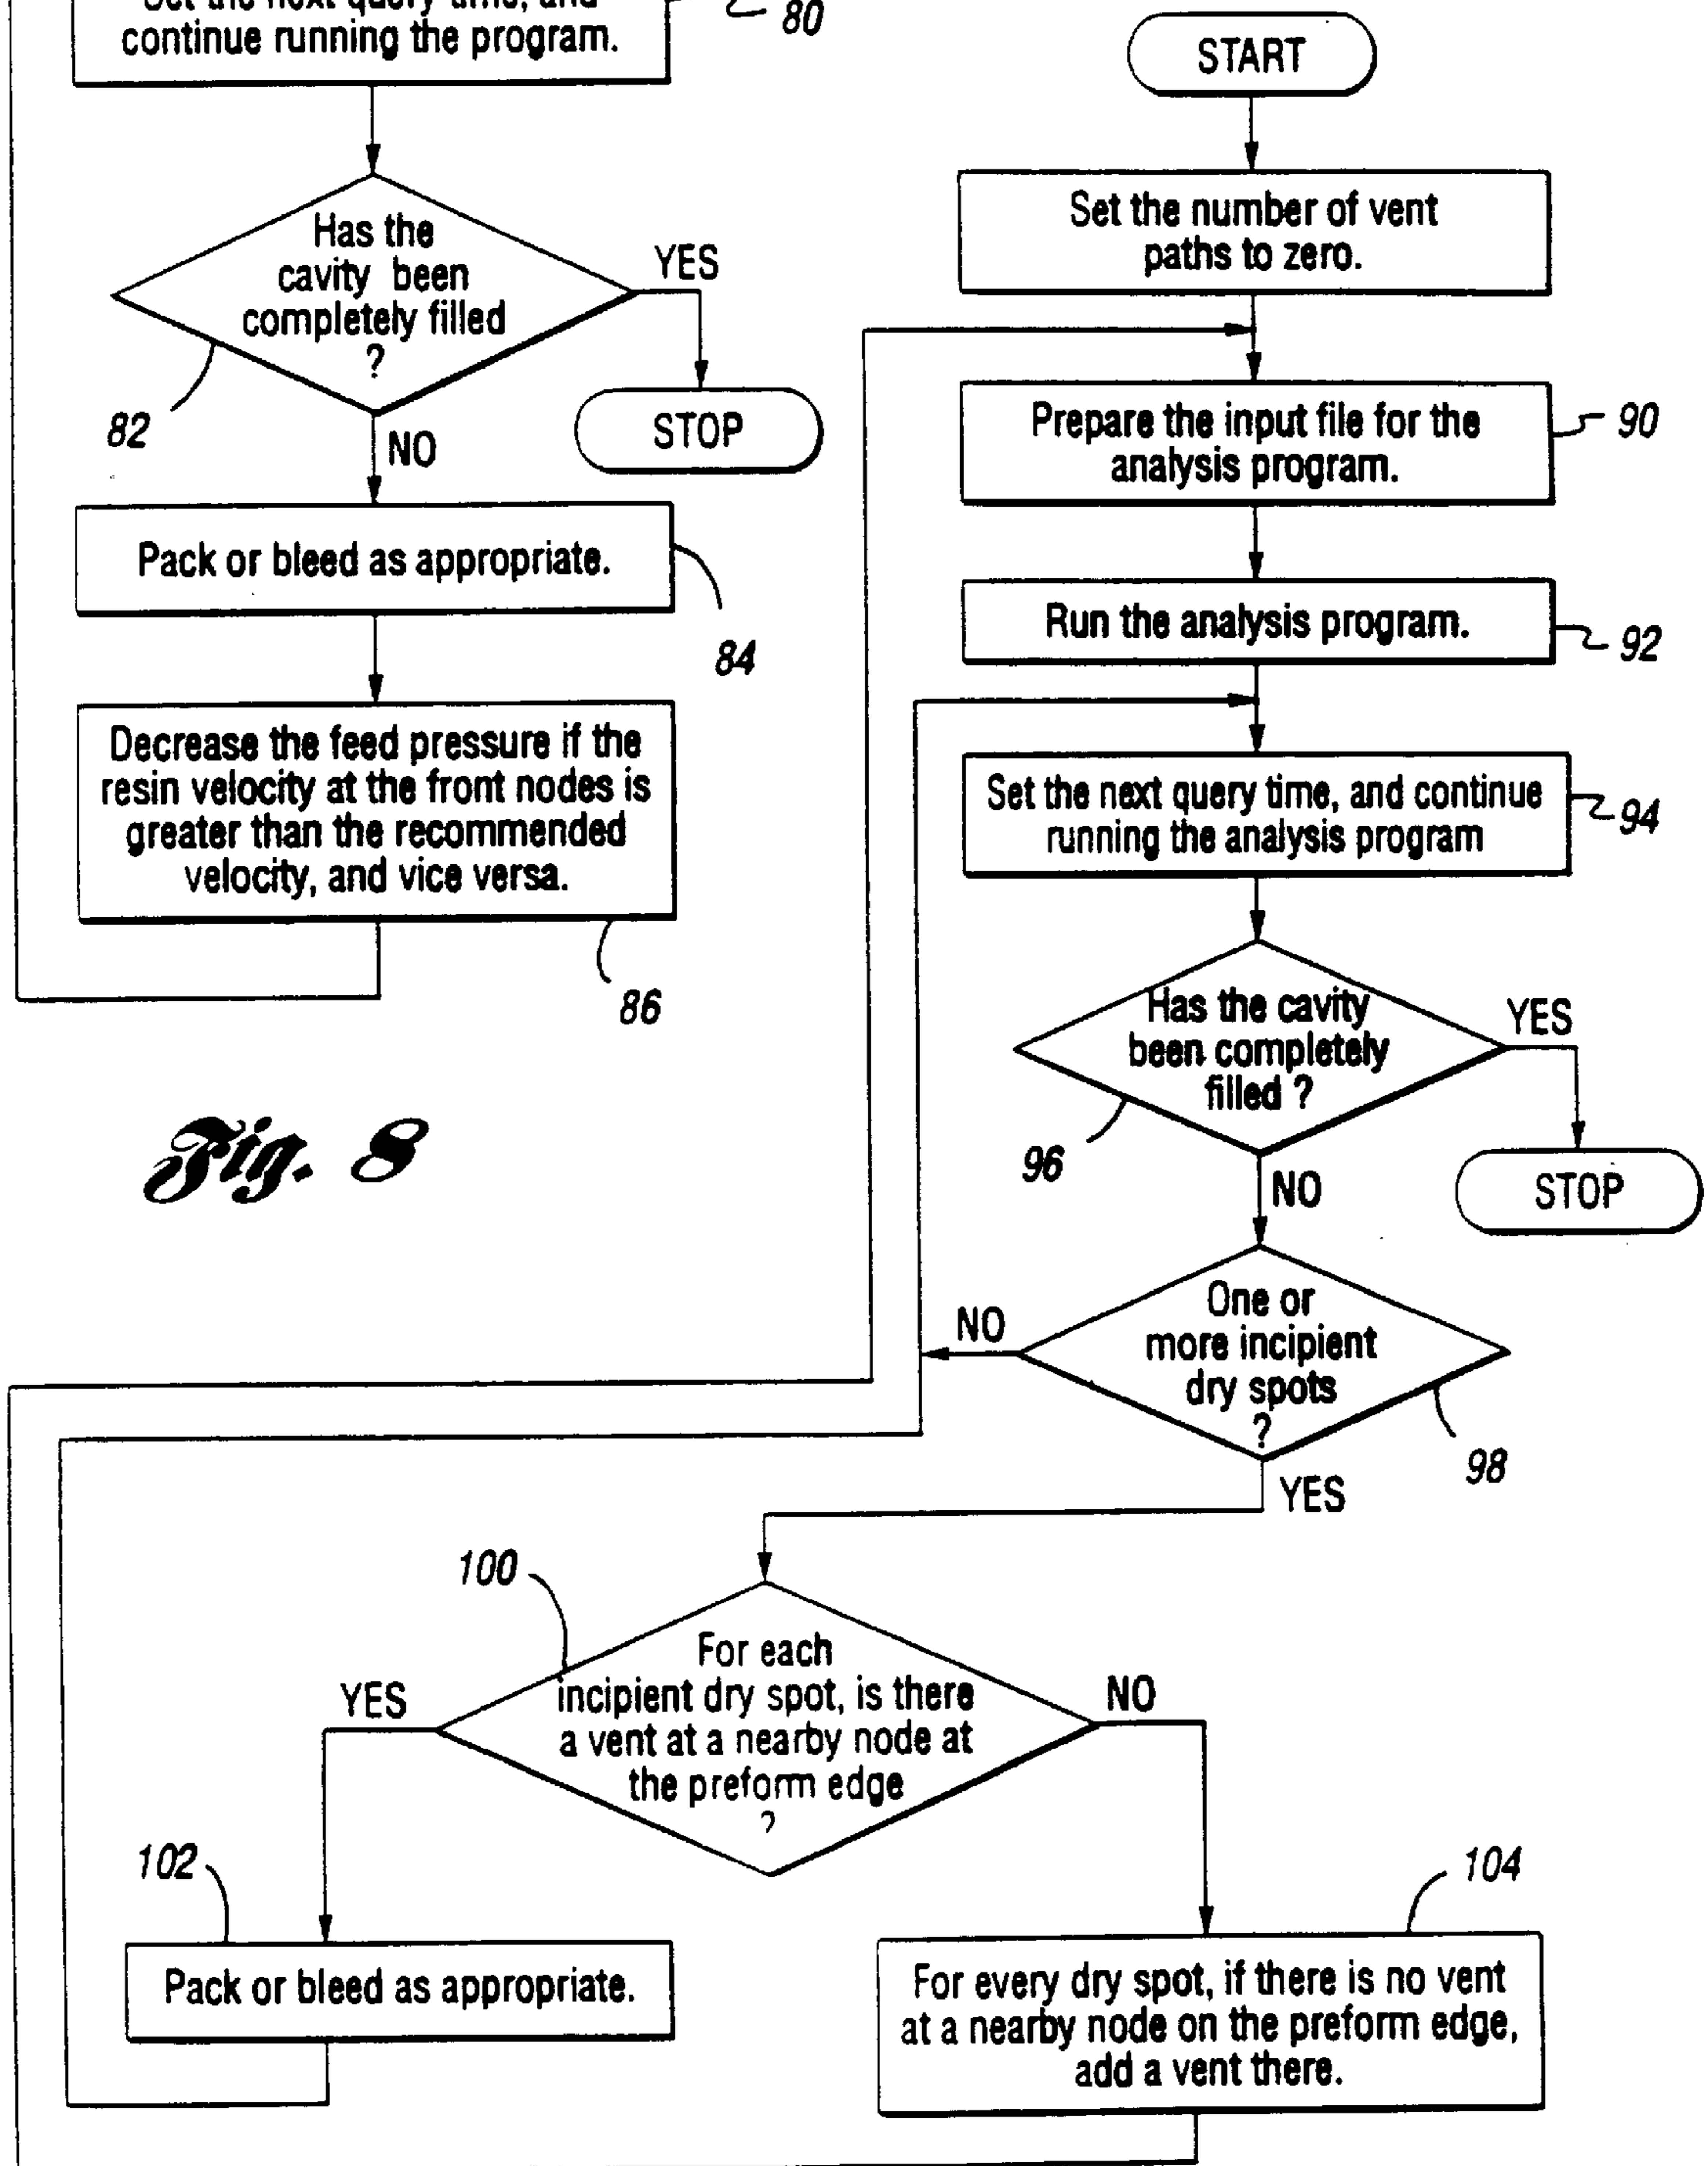 Set the next query time, and
continue running the program.
80
Has the
cavity been
completely filled
?
YES
82
NO
STOP
Pack or bleed as appropriate.
84
Decrease the feed pressure if the
resin velocity at the front nodes is
greater than the recommended
velocity, and vice versa.
86
Fig. 8
START
Set the number of vent
paths to zero.
Prepare the input file for the
analysis program.
90
Run the analysis program.
92
Set the next query time, and continue
running the analysis program
94
Has the cavity
been completely
filled ?
YES
96
NO
STOP
One or
more incipient
dry spots
?
NO
98
YES
100
For each
incipient dry spot, is there
a vent at a nearby node at
the preform edge
?
YES
NO
102
Pack or bleed as appropriate.
104
For every dry spot, if there is no vent
at a nearby node on the preform edge,
add a vent there.